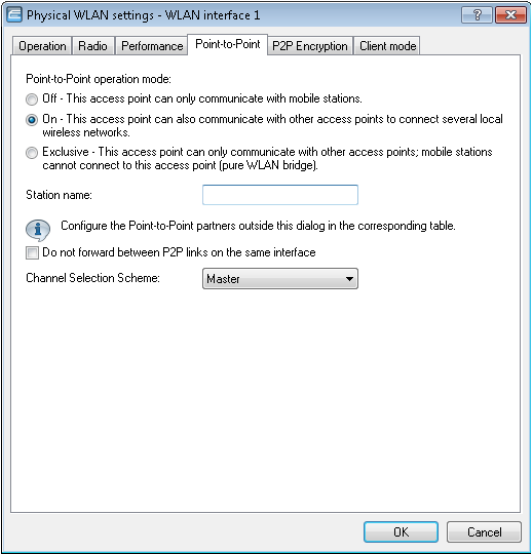 Physical WLAN settings - WLAN interface 1
Operation Radio Performance Point-to-Point P2P Encryption Client mode
Point-to-Point operation mode:
Off - This access point can only communicate with mobile stations.
On - This access point can also communicate with other access points to connect several local
wireless networks.
Exclusive - This access point can only communicate with other access points; mobile stations
cannot connect to this access point (pure WLAN bridge).
Station name:
Configure the Point-to-Point partners outside this dialog in the corresponding table.
Do not forward between P2P links on the same interface
Channel Selection Scheme: Master
OK Cancel